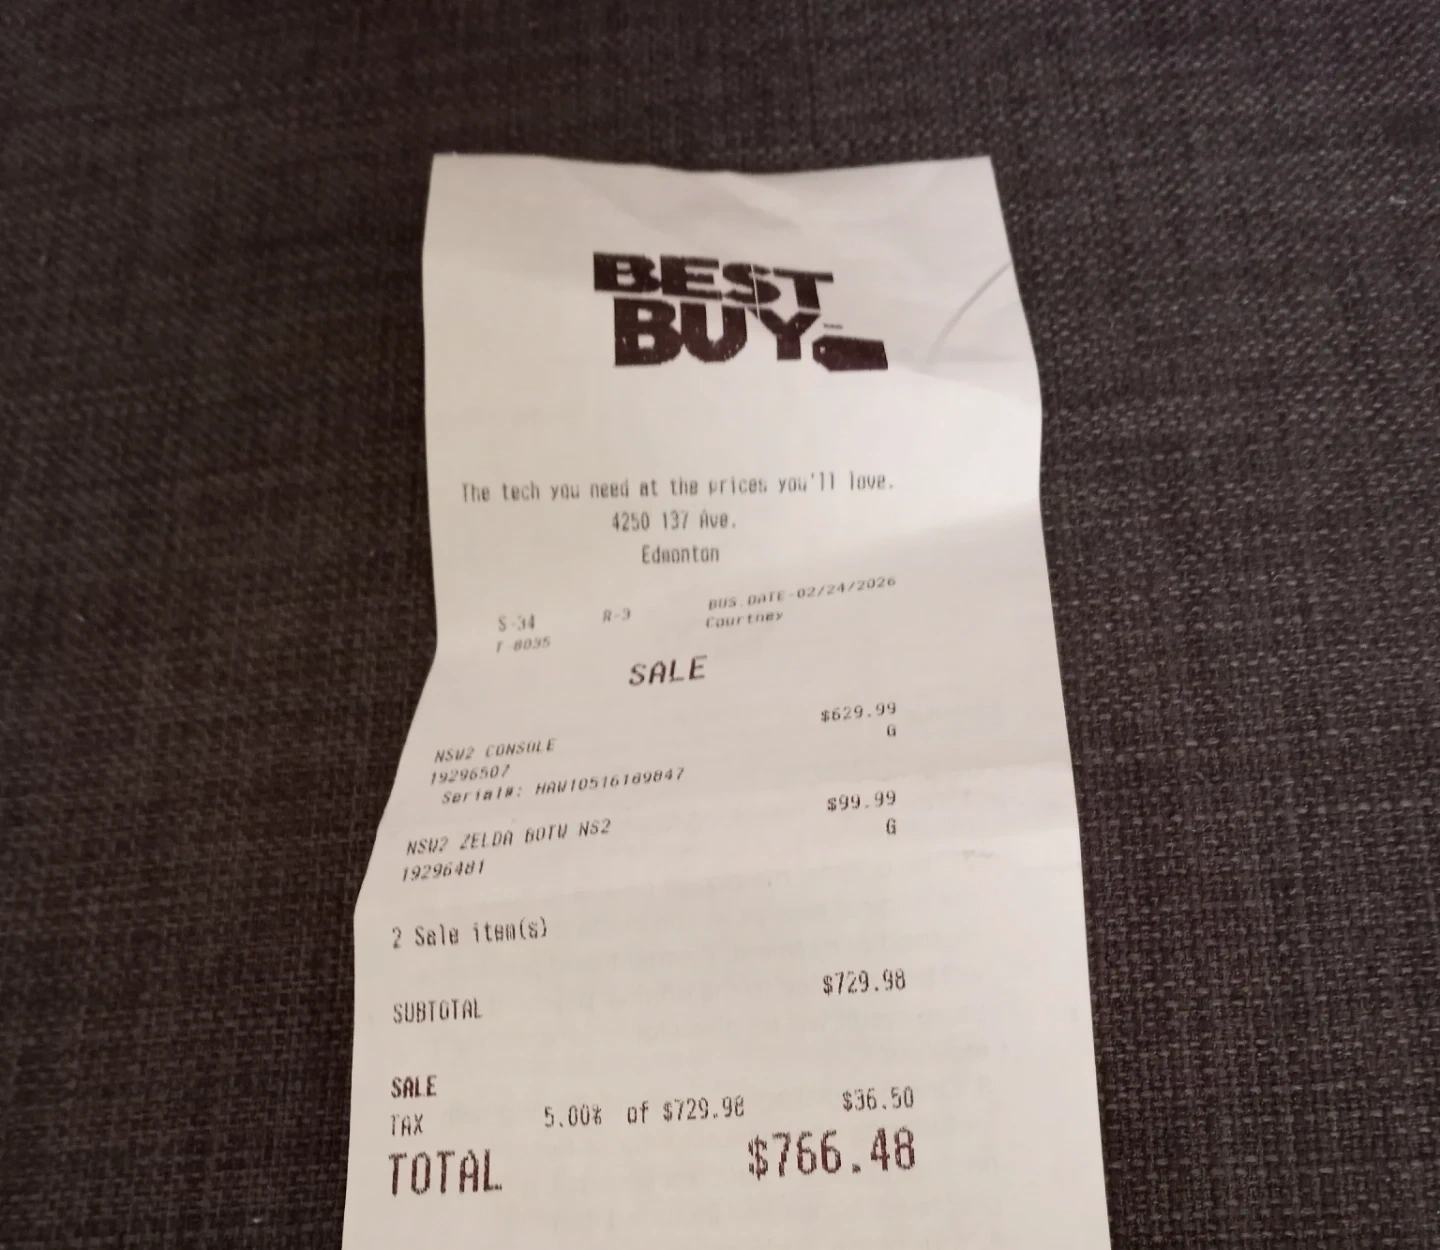 BEST
BUY
The tech you need at the prices you'll love.
4250 137 Ave.
Edmonton
S-34 R-3 BUS.DATE-02/24/2026
T-8035 Courtney
SALE
$629.99
NSW2 CONSOLE G
19296507
Serial#: HAW10516189847
$99.99
NSW2 ZELDA BOTW NS2 G
19296481
2 Sale item(s)
$729.98
SUBTOTAL
SALE
TAX 5.00% of $729.98 $36.50
TOTAL $766.48